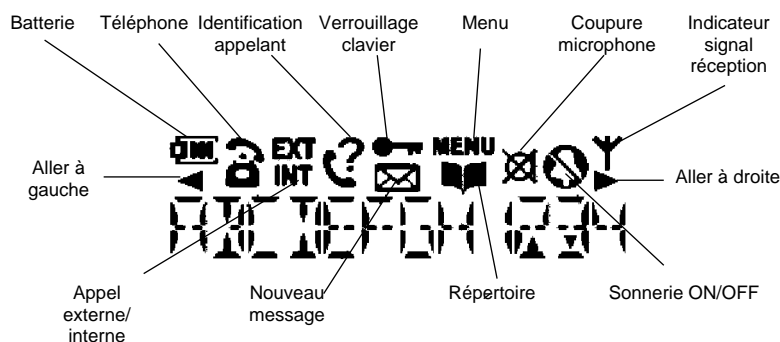 Batterie
Téléphone
Identification
appelant
Verrouillage
clavier
Menu
Coupure
microphone
Indicateur
signal
réception
EXT
INT
MENU
Aller à
gauche
Aller à droite
Appel
externe/
interne
Nouveau
message
Répertoire
Sonnerie ON/OFF